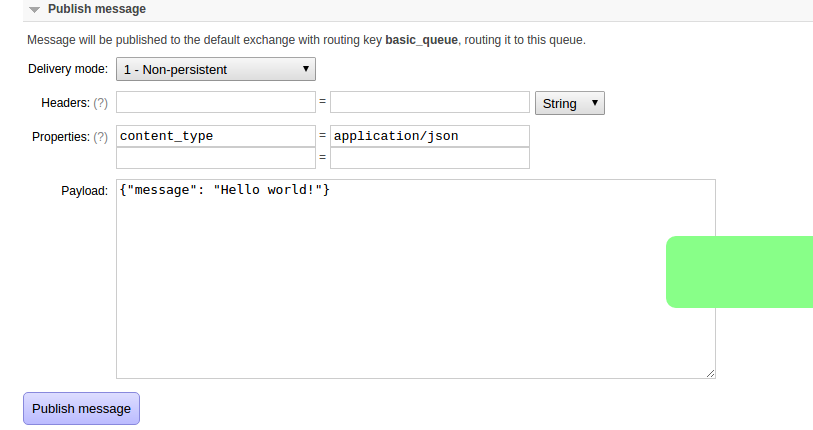 Publish message
Message will be published to the default exchange with routing key basic_queue, routing it to this queue.
Delivery mode: 1 - Non-persistent
Headers: (?) = String
Properties: (?) content_type = application/json
=
Payload: {"message": "Hello world!"}
Publish message